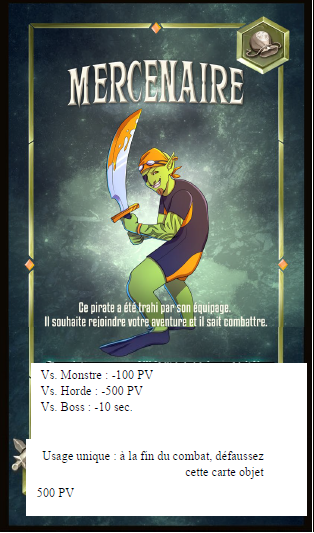 MERCENAIRE
Ce pirate a été trahi par son équipage.
Il souhaite rejoindre votre aventure et il sait combattre.
Vs. Monstre : -100 PV
Vs. Horde : -500 PV
Vs. Boss : -10 sec.
Usage unique : à la fin du combat, défaussez
cette carte objet
500 PV